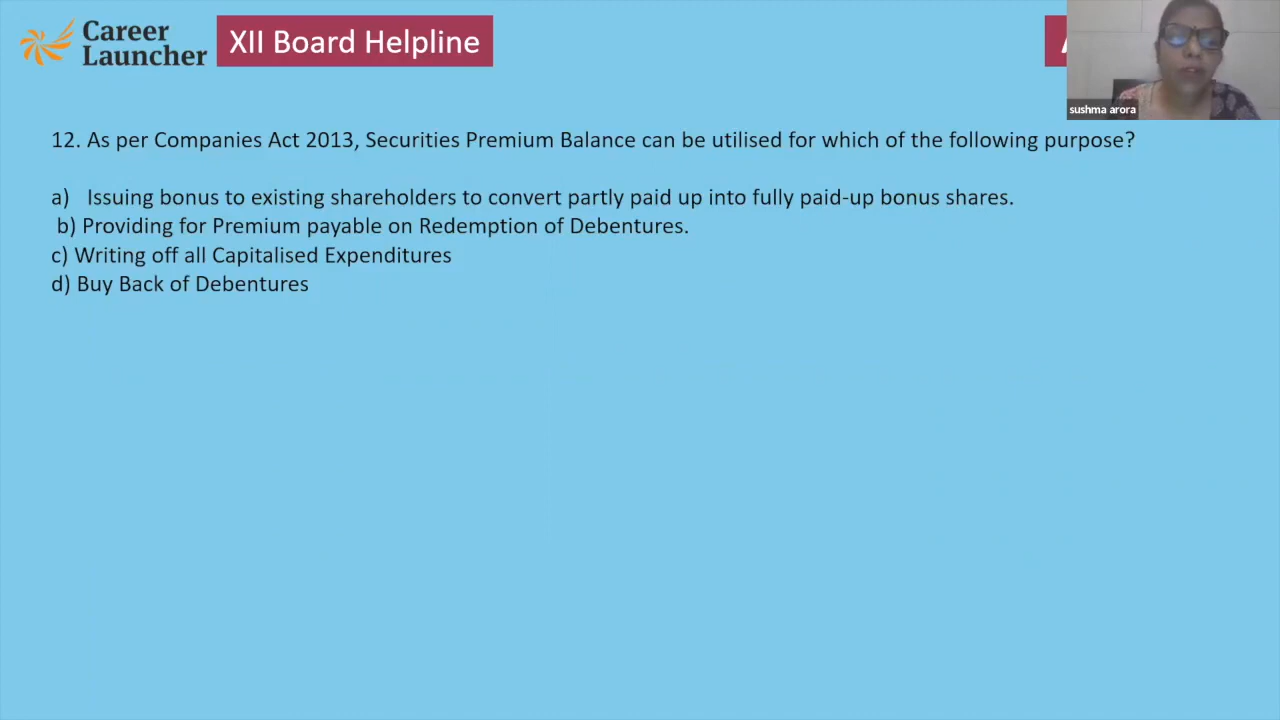 Career
Launcher
XII Board Helpline
sushma arora
12. As per Companies Act 2013, Securities Premium Balance can be utilised for which of the following purpose?
a) Issuing bonus to existing shareholders to convert partly paid up into fully paid-up bonus shares.
b) Providing for Premium payable on Redemption of Debentures.
c) Writing off all Capitalised Expenditures
d) Buy Back of Debentures